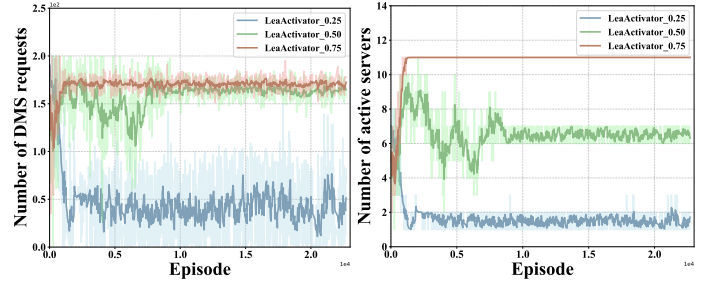 1e2
2.5
2.0
1.5
1.0
0.5
0.0
Number of DMS requests
LeaActivator_0.25
LeaActivator_0.50
LeaActivator_0.75
0.0 0.5 1.0 1.5 2.0
1e4
Episode
14
12
10
8
6
4
2
0
Number of active servers
LeaActivator_0.25
LeaActivator_0.50
LeaActivator_0.75
0.0 0.5 1.0 1.5 2.0
1e4
Episode